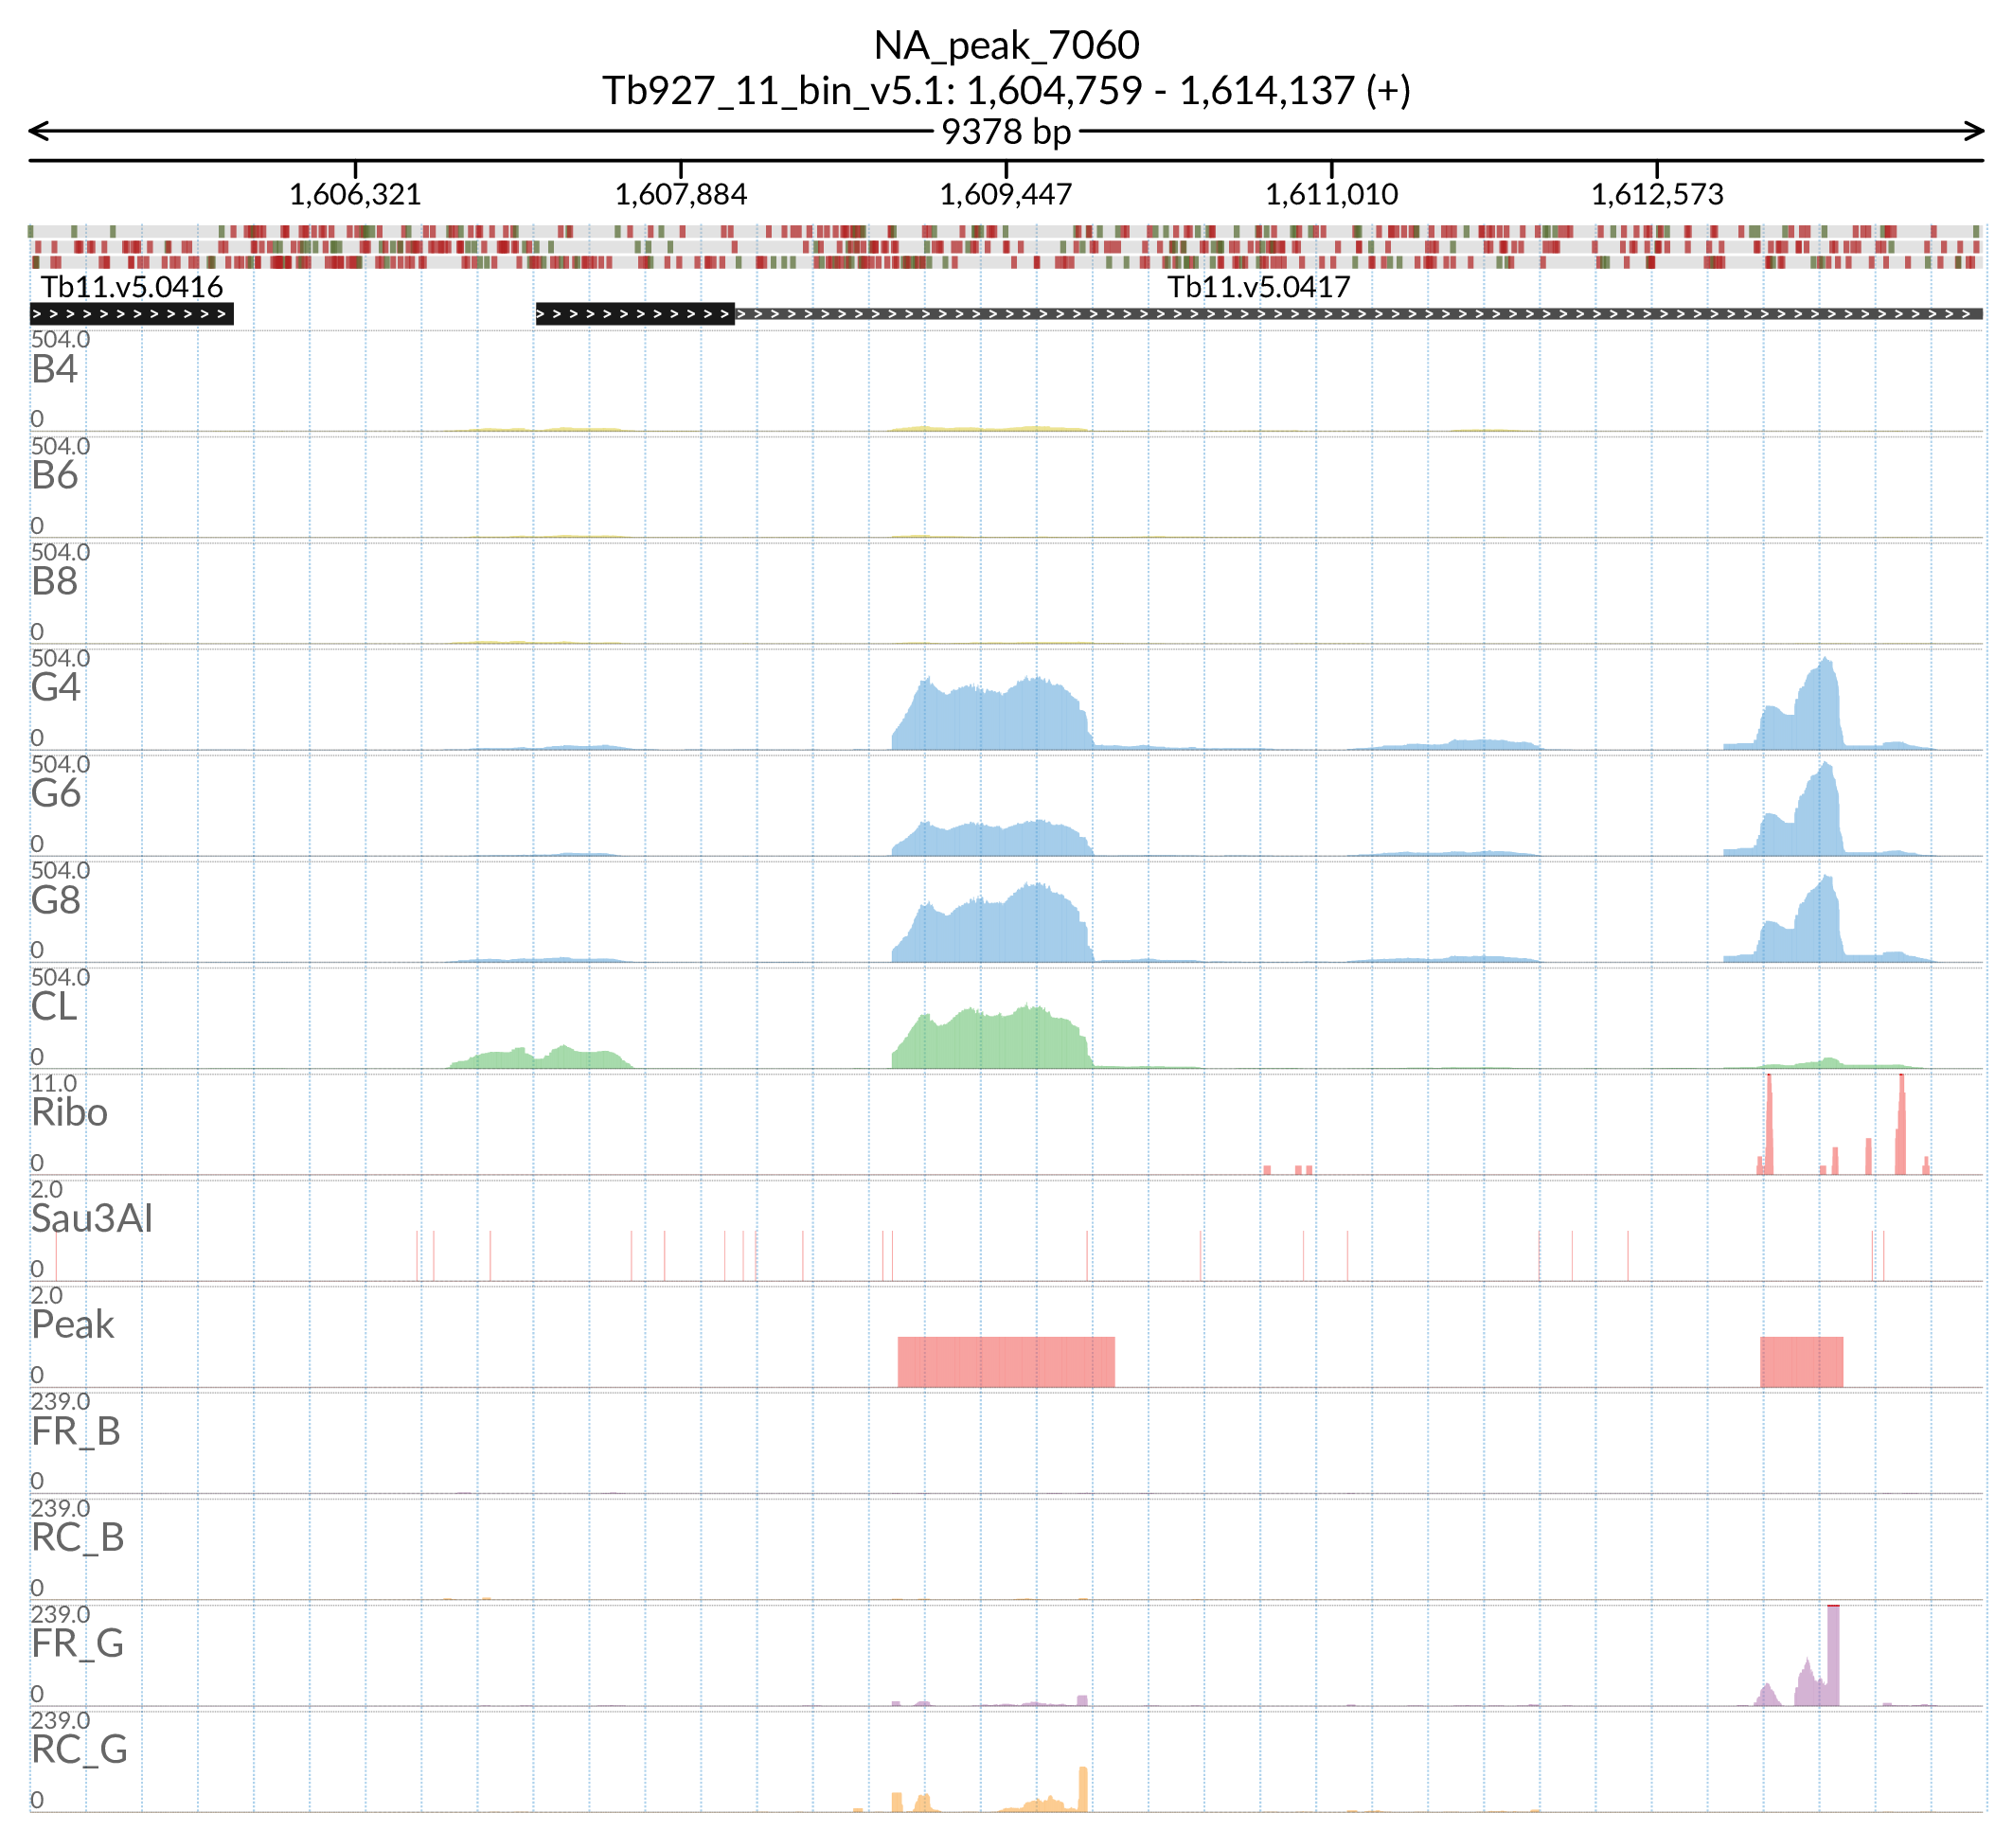 NA_peak_7060
Tb927_11_bin_v5.1: 1,604,759 - 1,614,137 (+)
9378 bp
1,606,321 1,607,884 1,609,447 1,611,010 1,612,573
Tb11.v5.0416 Tb11.v5.0417
504.0
B4
0
504.0
B6
0
504.0
B8
0
504.0
G4
0
504.0
G6
0
504.0
G8
0
504.0
CL
0
11.0
Ribo
0
2.0
Sau3AI
0
2.0
Peak
0
239.0
FR_B
0
239.0
RC_B
0
239.0
FR_G
0
239.0
RC_G
0